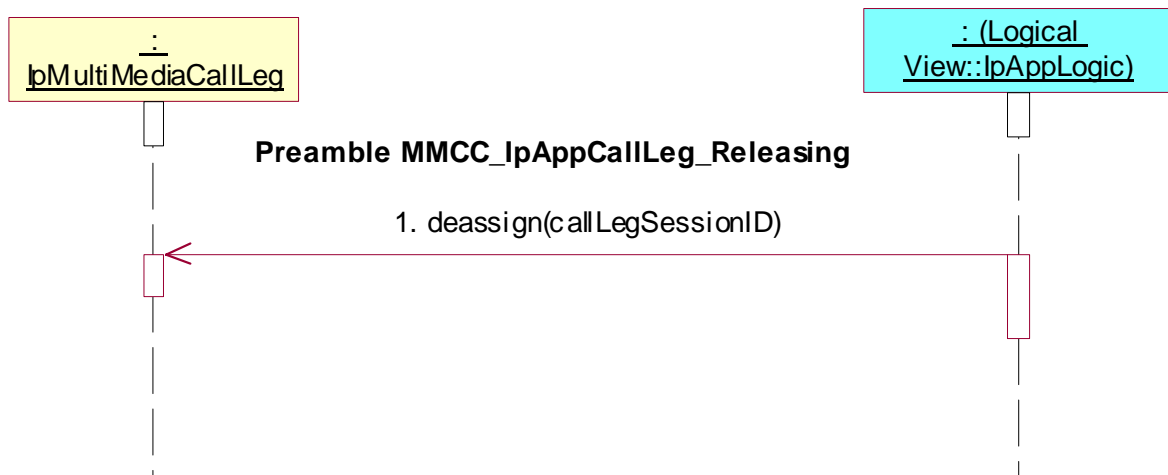 :
IpMultiMediaCallLeg
: (Logical
View::IpAppLogic)
Preamble MMCC_IpAppCallLeg_Releasing
1. deassign(callLegSessionID)